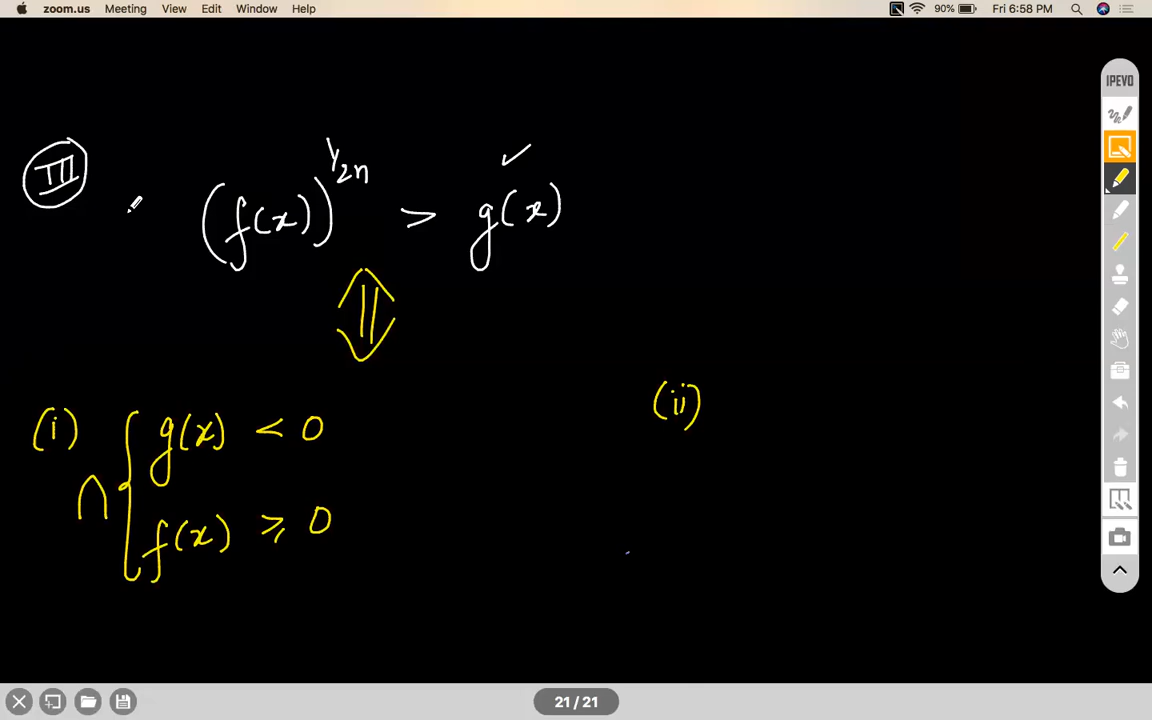 zoom.us Meeting View Edit Window Help 90% Fri 6:58 PM
IPEVO
III (f(x))^{1/2n} > g(x) ✓
⇕
(i) ∩ { g(x) < 0
f(x) ⩾ 0
(ii)
21 / 21